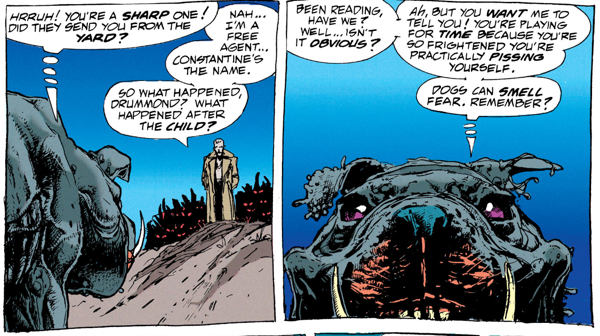 HRRUH! YOU'RE A SHARP ONE!
DID THEY SEND YOU FROM THE
YARD?
NAH...
I'M A
FREE
AGENT...
CONSTANTINE'S
THE NAME.
SO WHAT HAPPENED,
DRUMMOND? WHAT
HAPPENED AFTER
THE CHILD?
BEEN READING,
HAVE WE?
WELL...ISN'T
IT OBVIOUS?
AH, BUT YOU WANT ME TO
TELL YOU! YOU'RE PLAYING
FOR TIME BECAUSE YOU'RE
SO FRIGHTENED YOU'RE
PRACTICALLY PISSING
YOURSELF.
DOGS CAN SMELL
FEAR. REMEMBER?